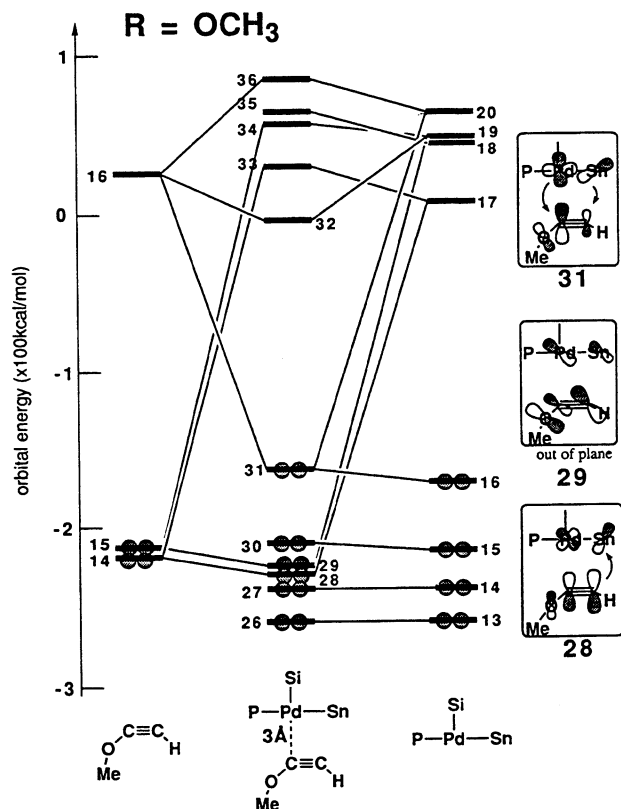 R = OCH3
1
0
-1
-2
-3
orbital energy (x100kcal/mol)
16
15
14
36
35
34
33
32
31
30
29
28
27
26
20
19
18
17
16
15
14
13
P Pd Sn
H
Me
31
P-Pd-Sn
H
Me
out of plane
29
P Pd Sn
H
Me
28
C≡C
O H
Me
Si
P-Pd-Sn
3Å
C≡C
O H
Me
Si
P-Pd-Sn